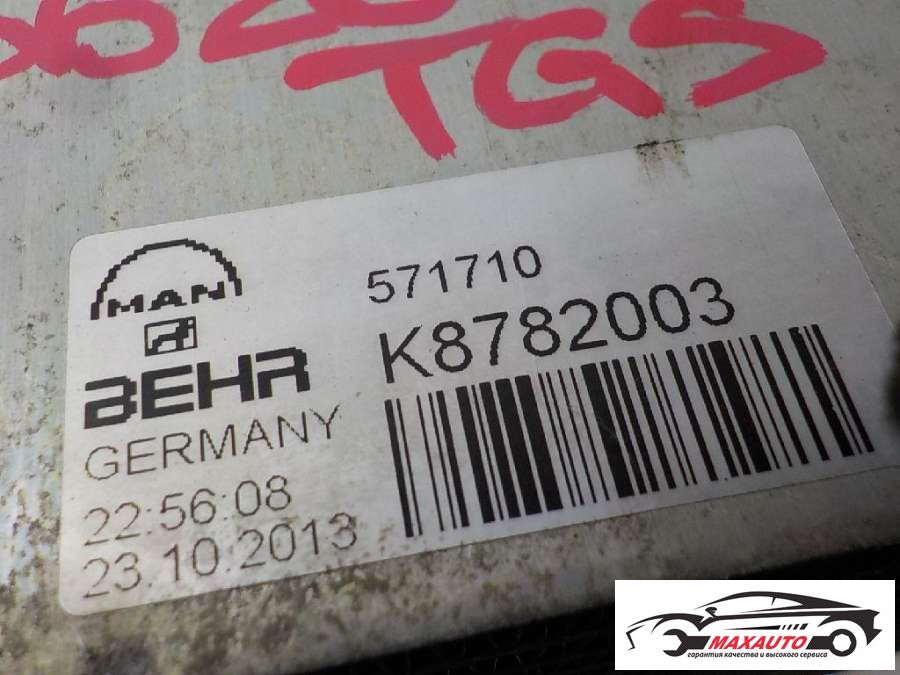 TGS
MAN
BEHR
GERMANY
22:56:08
23.10.2013
571710
K8782003
MAXAUTO
гарантия качества и высокого сервиса